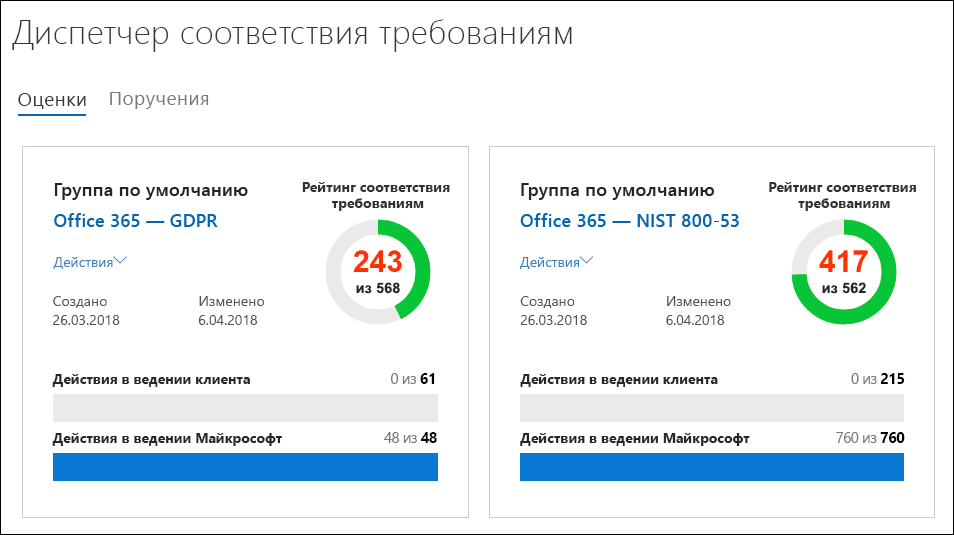 Диспетчер соответствия требованиям
Оценки Поручения
Группа по умолчанию
Office 365 — GDPR
Рейтинг соответствия
требованиям
243
из 568
Действия
Создано Изменено
26.03.2018 6.04.2018
Действия в ведении клиента 0 из 61
Действия в ведении Майкрософт 48 из 48
Группа по умолчанию
Office 365 — NIST 800-53
Рейтинг соответствия
требованиям
417
из 562
Действия
Создано Изменено
26.03.2018 6.04.2018
Действия в ведении клиента 0 из 215
Действия в ведении Майкрософт 760 из 760